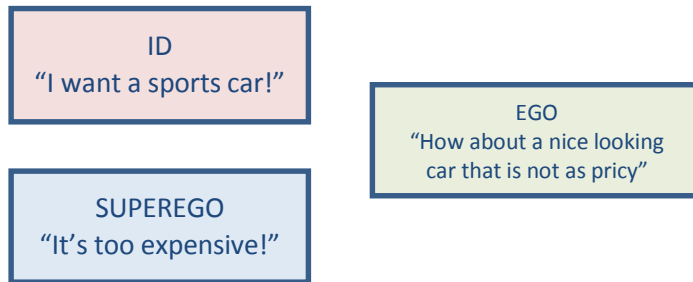 ID
“I want a sports car!”
EGO
“How about a nice looking
car that is not as pricy”
SUPEREGO
“It’s too expensive!”